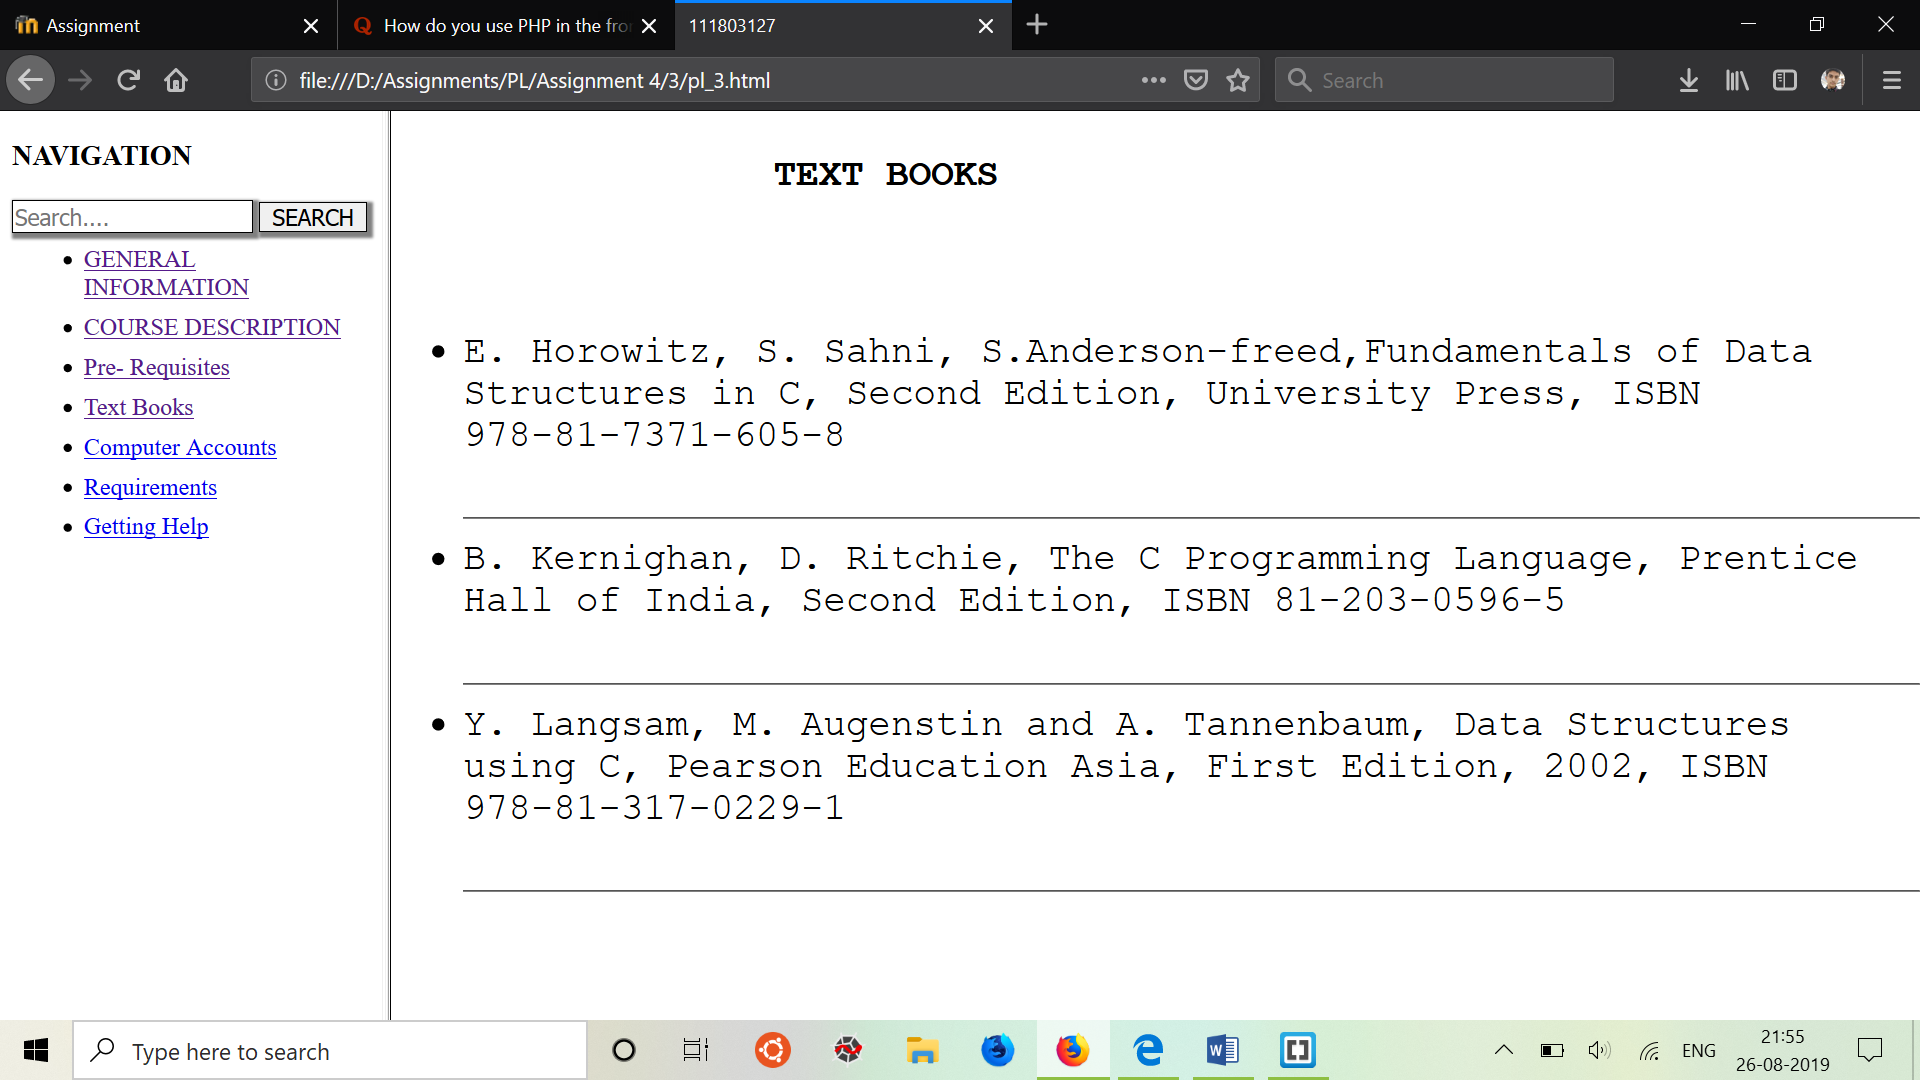 Assignment
How do you use PHP in the fro
111803127
file:///D:/Assignments/PL/Assignment 4/3/pl_3.html
Search
NAVIGATION
Search....
SEARCH
GENERAL
INFORMATION
COURSE DESCRIPTION
Pre- Requisites
Text Books
Computer Accounts
Requirements
Getting Help
TEXT BOOKS
E. Horowitz, S. Sahni, S.Anderson-freed,Fundamentals of Data
Structures in C, Second Edition, University Press, ISBN
978-81-7371-605-8
B. Kernighan, D. Ritchie, The C Programming Language, Prentice
Hall of India, Second Edition, ISBN 81-203-0596-5
Y. Langsam, M. Augenstin and A. Tannenbaum, Data Structures
using C, Pearson Education Asia, First Edition, 2002, ISBN
978-81-317-0229-1
Type here to search
ENG
21:55
26-08-2019